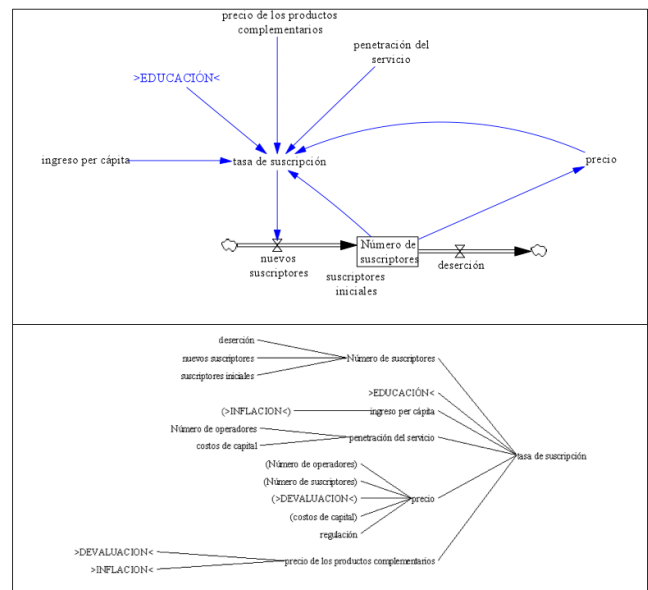 precio de los productos
complementarios
penetración del
servicio
>EDUCACIÓN<
ingreso per cápita
tasa de suscripción
precio
nuevos
suscriptores
Número de
suscriptores
suscriptores
iniciales
deserción
deserción
nuevos suscriptores
suscriptores iniciales
Número de suscriptores
>EDUCACIÓN<
(>INFLACION<)
ingreso per cápita
Número de operadores
costos de capital
penetración del servicio
tasa de suscripción
(Número de operadores)
(Número de suscriptores)
(>DEVALUACION<)
(costos de capital)
regulación
precio
>DEVALUACION<
>INFLACION<
precio de los productos complementarios